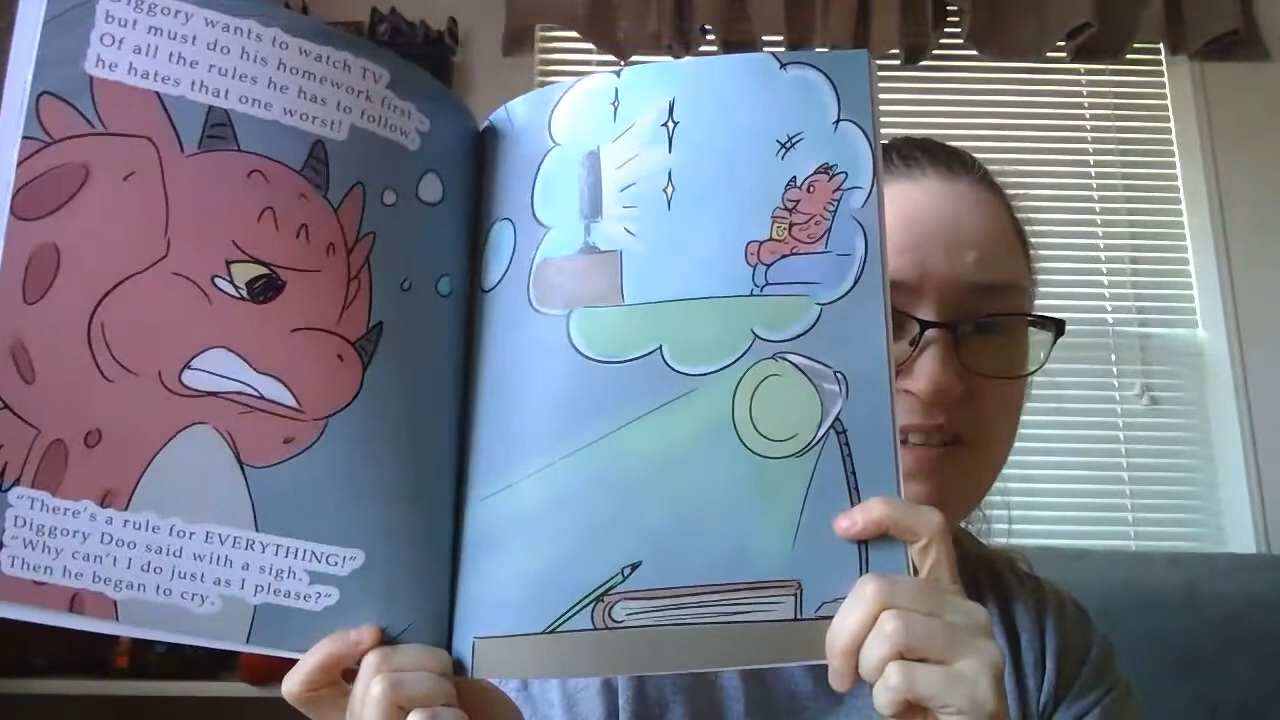 Diggory wants to watch TV
but must do his homework first -
Of all the rules he has to follow,
he hates that one worst!
"There's a rule for EVERYTHING!"
Diggory Doo said with a sigh.
"Why can't I do just as I please?"
Then he began to cry.